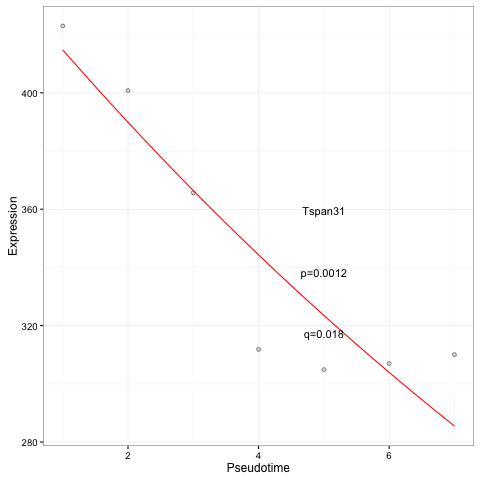 400
360
320
280
Expression
Tspan31
p=0.0012
q=0.018
2
4
6
Pseudotime